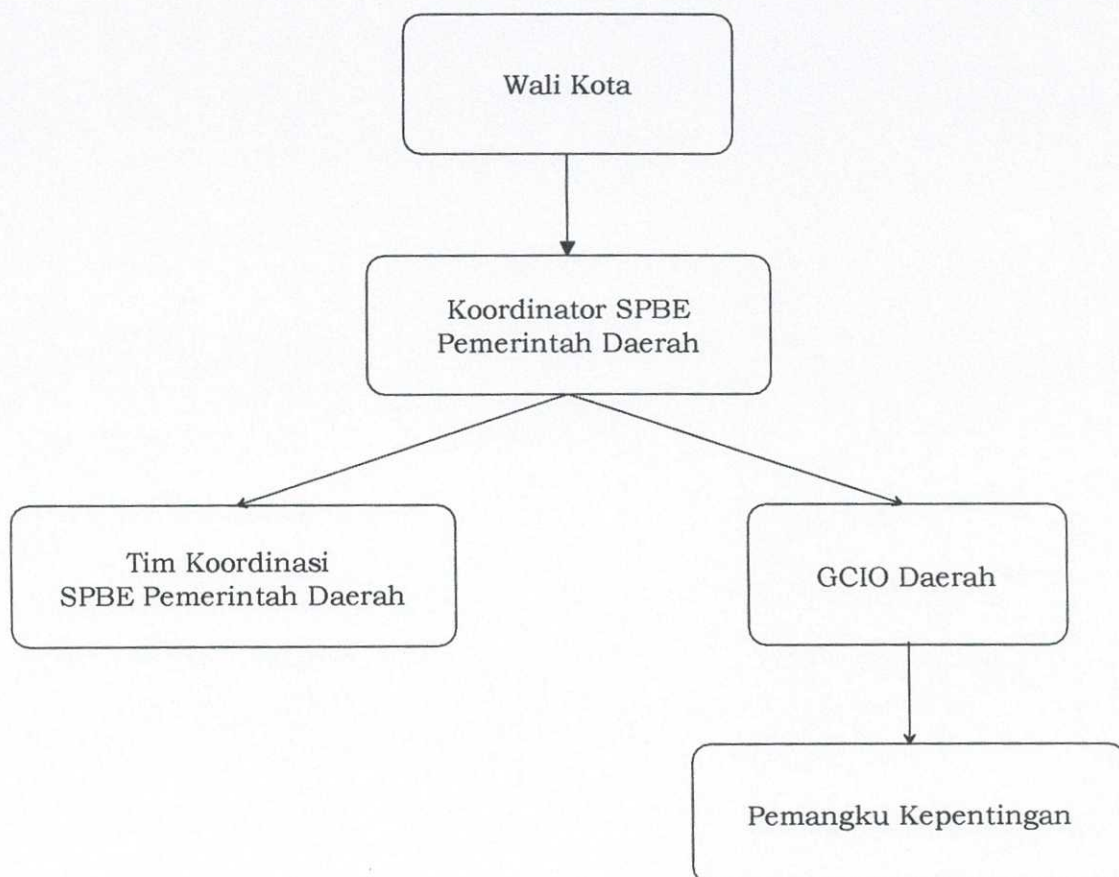 Wali Kota
Koordinator SPBE
Pemerintah Daerah
Tim Koordinasi
SPBE Pemerintah Daerah
GCIO Daerah
Pemangku Kepentingan